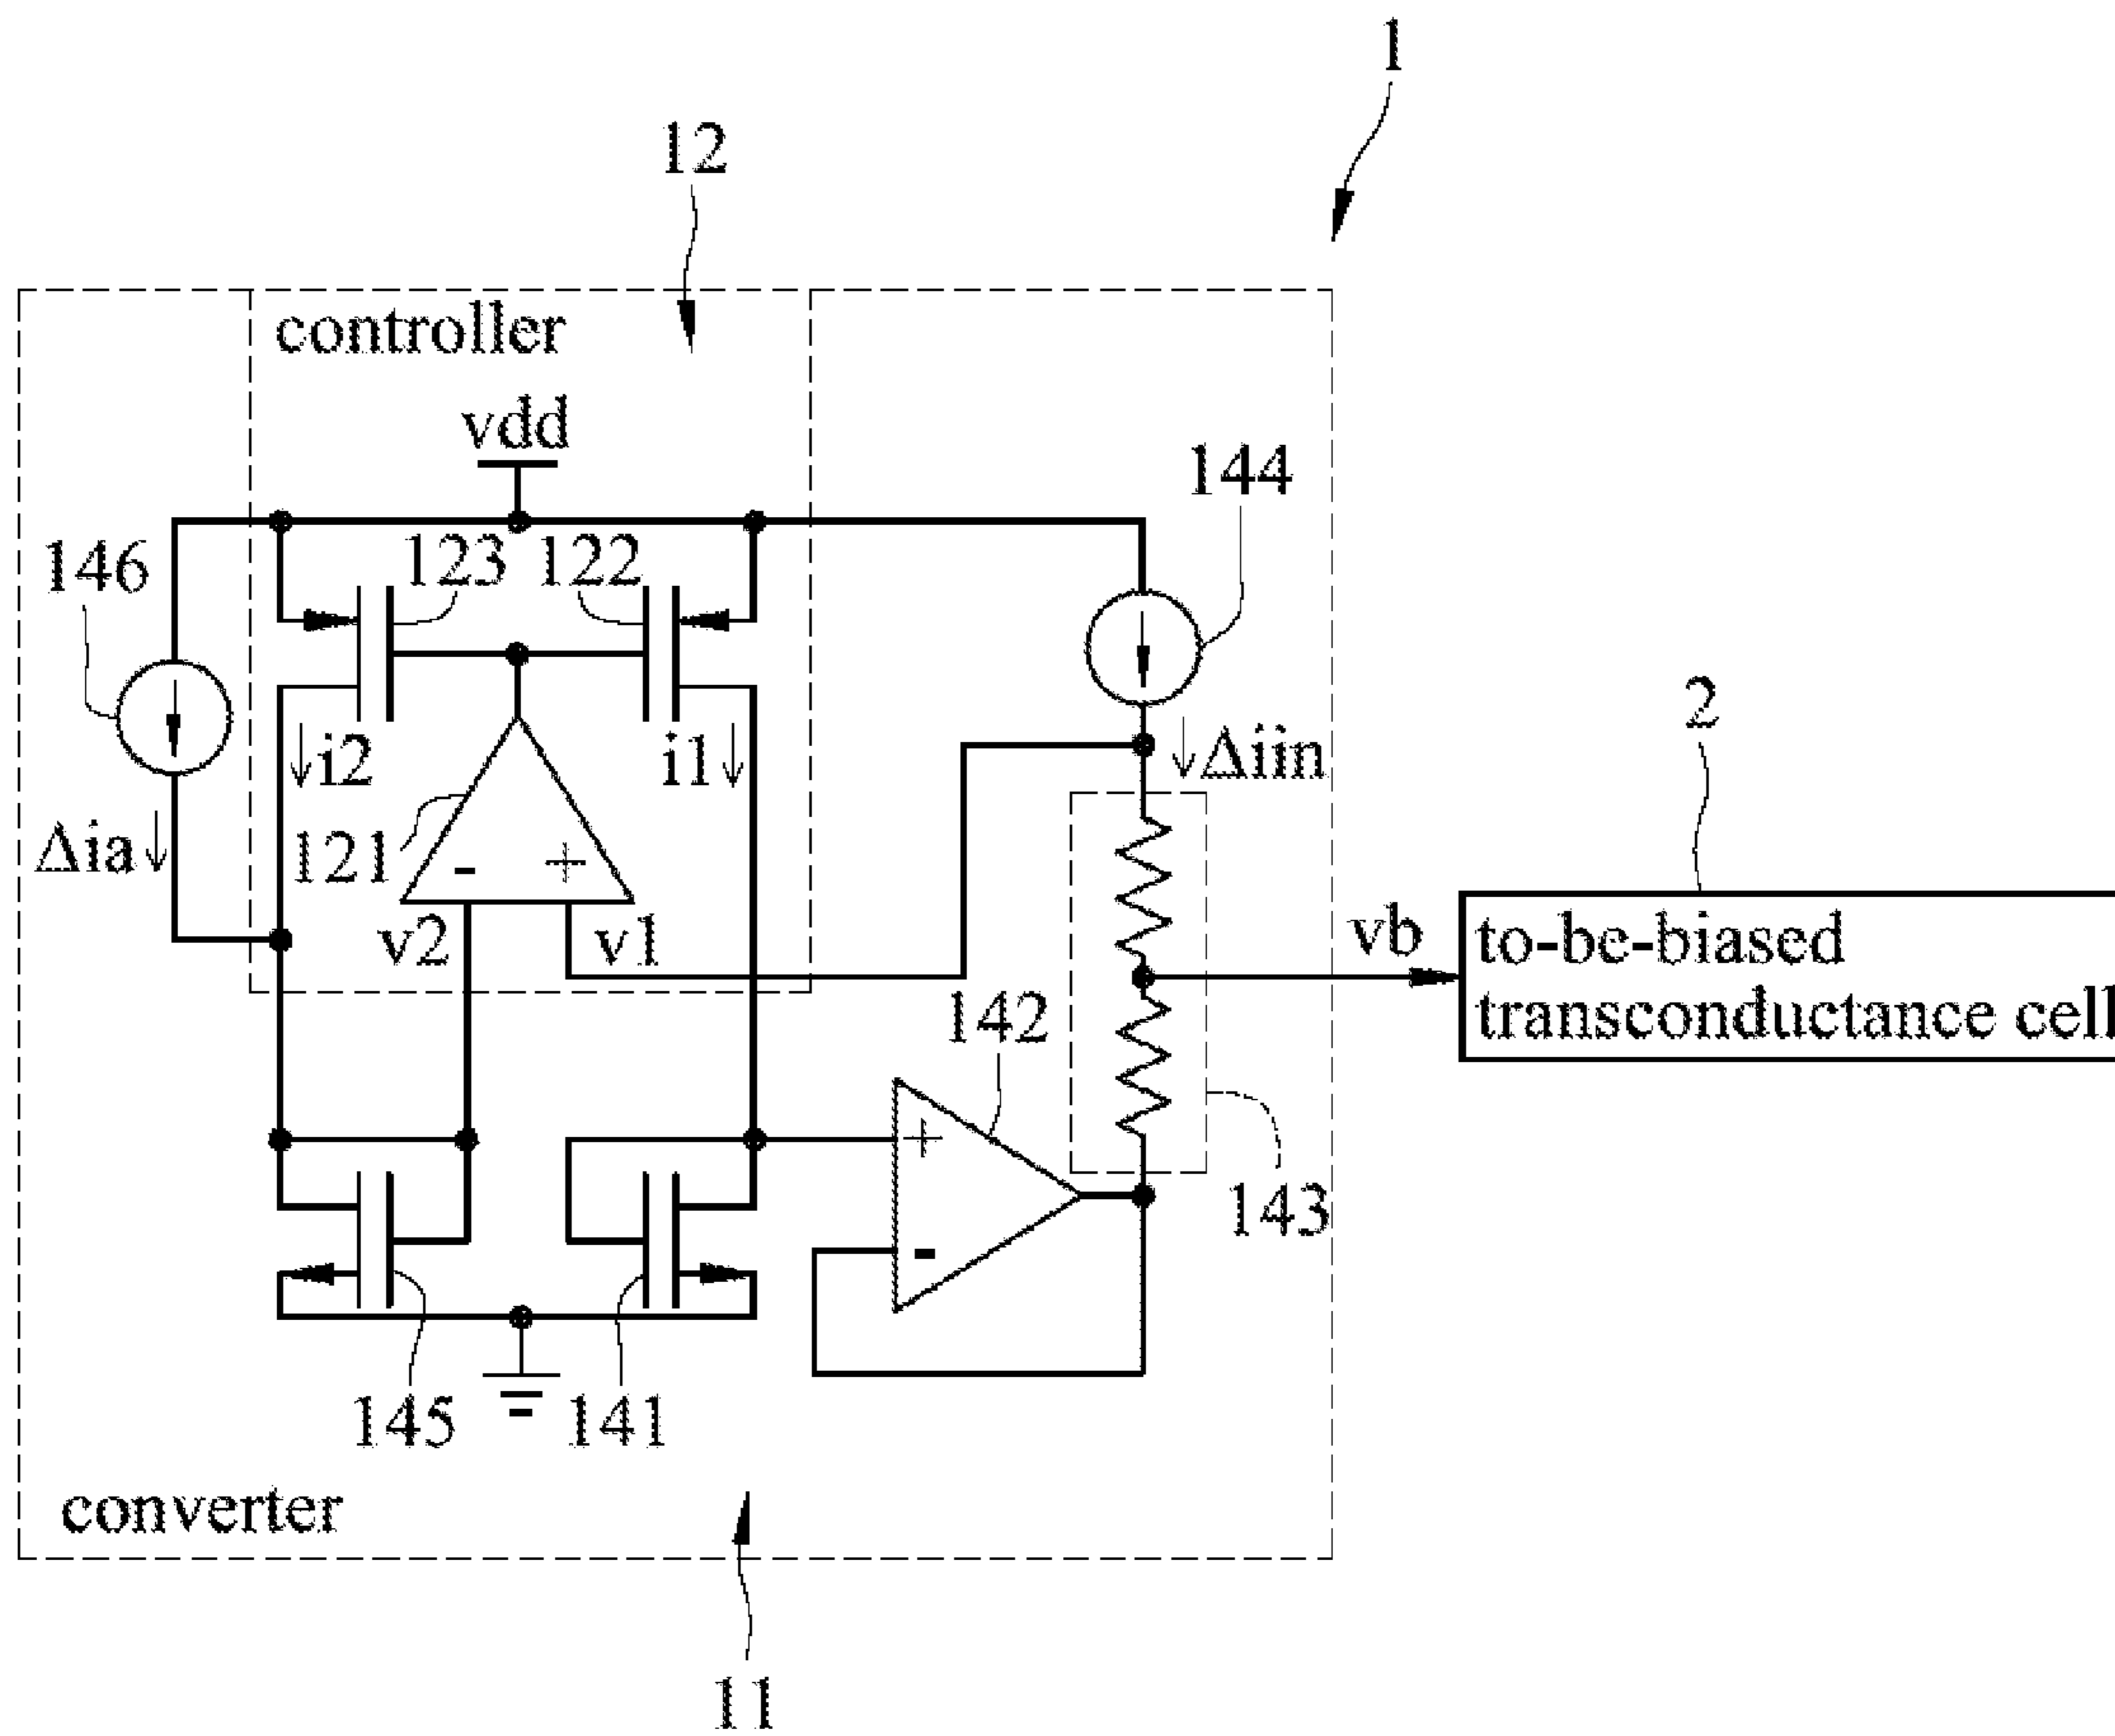 1
12
controller
vdd
144
146
123
122
2
i2
i1
Δiin
Δia
121
-
+
v2
v1
vb
to-be-biased
transconductance cell
142
+
-
143
145
141
converter
11